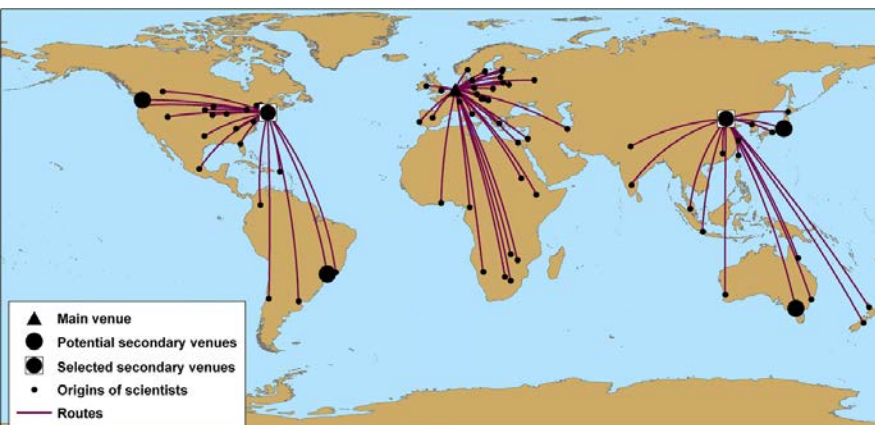 Main venue
Potential secondary venues
Selected secondary venues
Origins of scientists
Routes